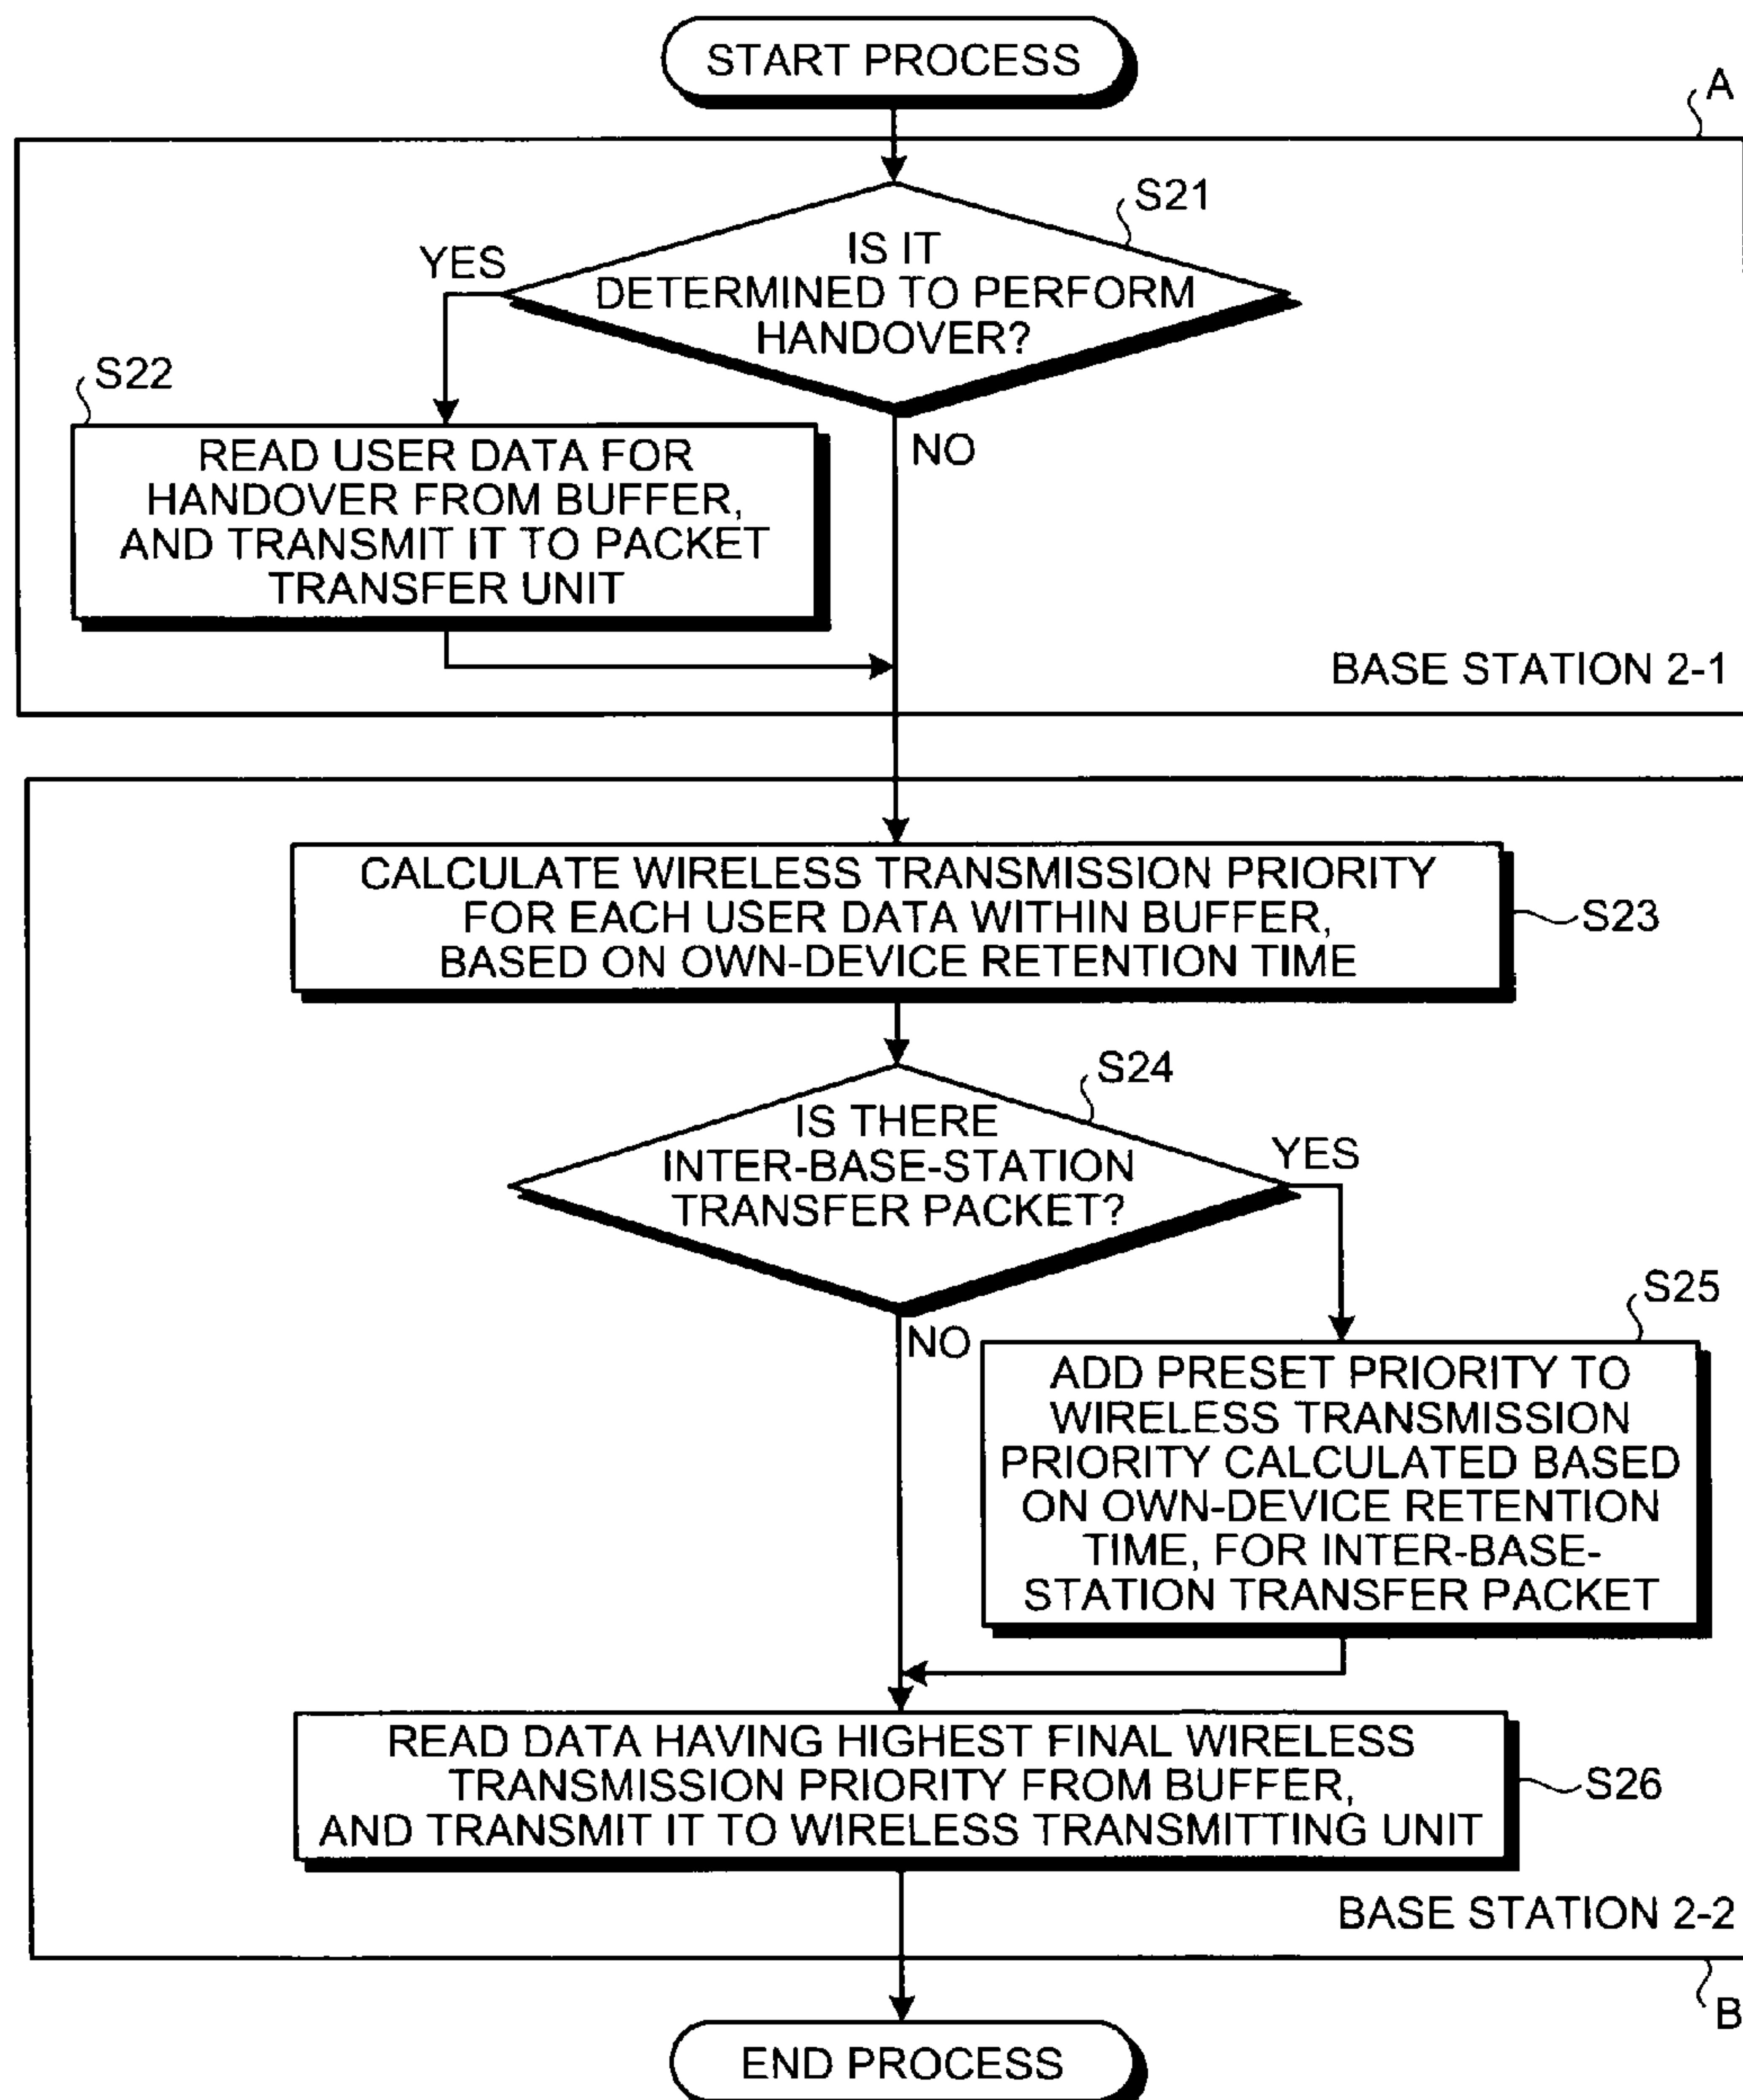 START PROCESS
A
S21
YES
IS IT
DETERMINED TO PERFORM
HANDOVER?
S22
NO
READ USER DATA FOR
HANDOVER FROM BUFFER,
AND TRANSMIT IT TO PACKET
TRANSFER UNIT
BASE STATION 2-1
CALCULATE WIRELESS TRANSMISSION PRIORITY
FOR EACH USER DATA WITHIN BUFFER,
BASED ON OWN-DEVICE RETENTION TIME
S23
S24
IS THERE
INTER-BASE-STATION
TRANSFER PACKET?
YES
S25
NO
ADD PRESET PRIORITY TO
WIRELESS TRANSMISSION
PRIORITY CALCULATED BASED
ON OWN-DEVICE RETENTION
TIME, FOR INTER-BASE-
STATION TRANSFER PACKET
READ DATA HAVING HIGHEST FINAL WIRELESS
TRANSMISSION PRIORITY FROM BUFFER,
AND TRANSMIT IT TO WIRELESS TRANSMITTING UNIT
S26
BASE STATION 2-2
B
END PROCESS